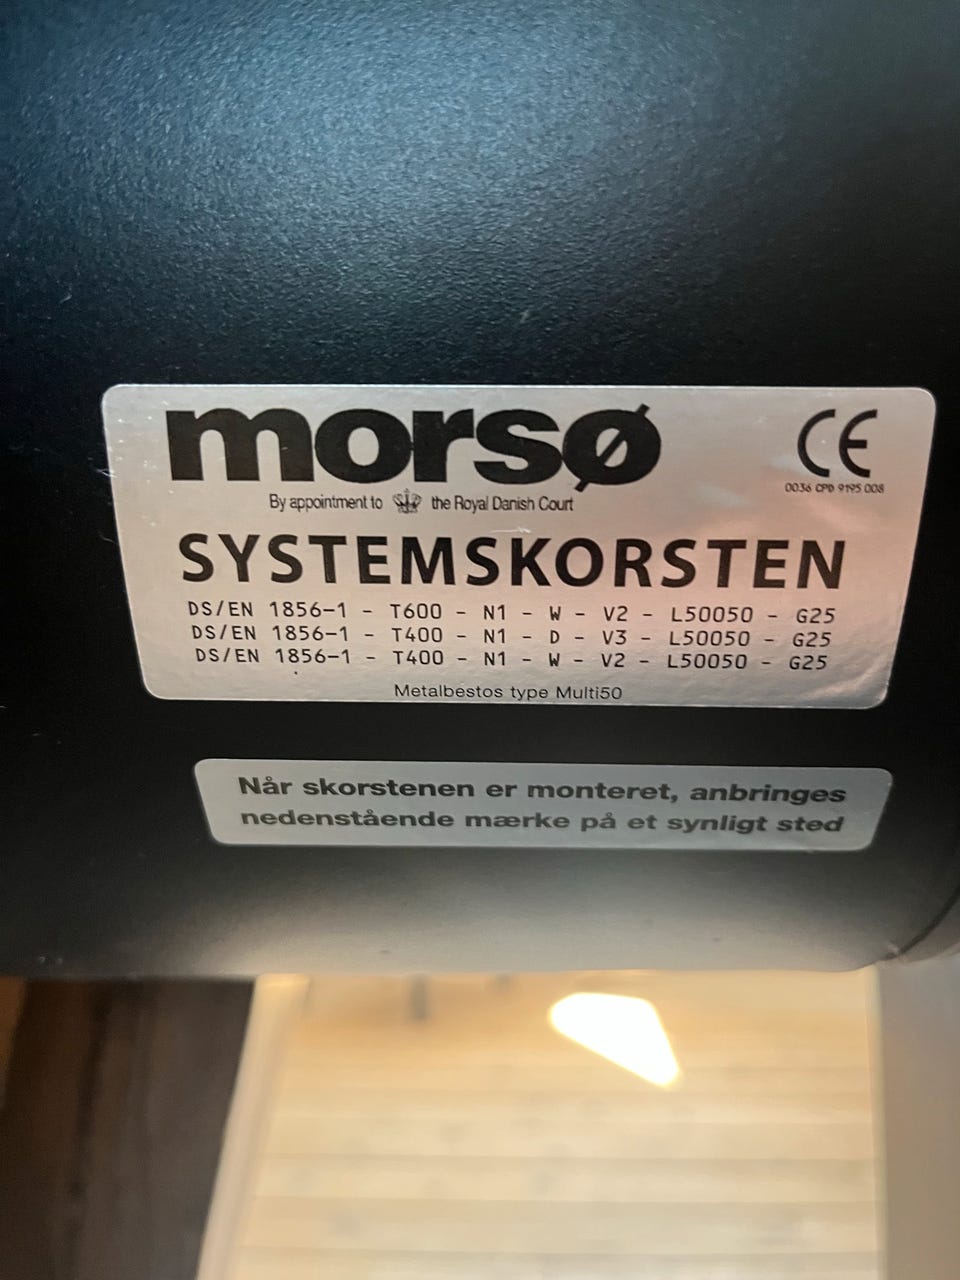 morsø
CE
0036 CPD 9195 008
By appointment to the Royal Danish Court
SYSTEMSKORSTEN
DS/EN 1856-1 - T600 - N1 - W - V2 - L50050 - G25
DS/EN 1856-1 - T400 - N1 - D - V3 - L50050 - G25
DS/EN 1856-1 - T400 - N1 - W - V2 - L50050 - G25
Metalbestos type Multi50
Når skorstenen er monteret, anbringes
nedenstående mærke på et synligt sted